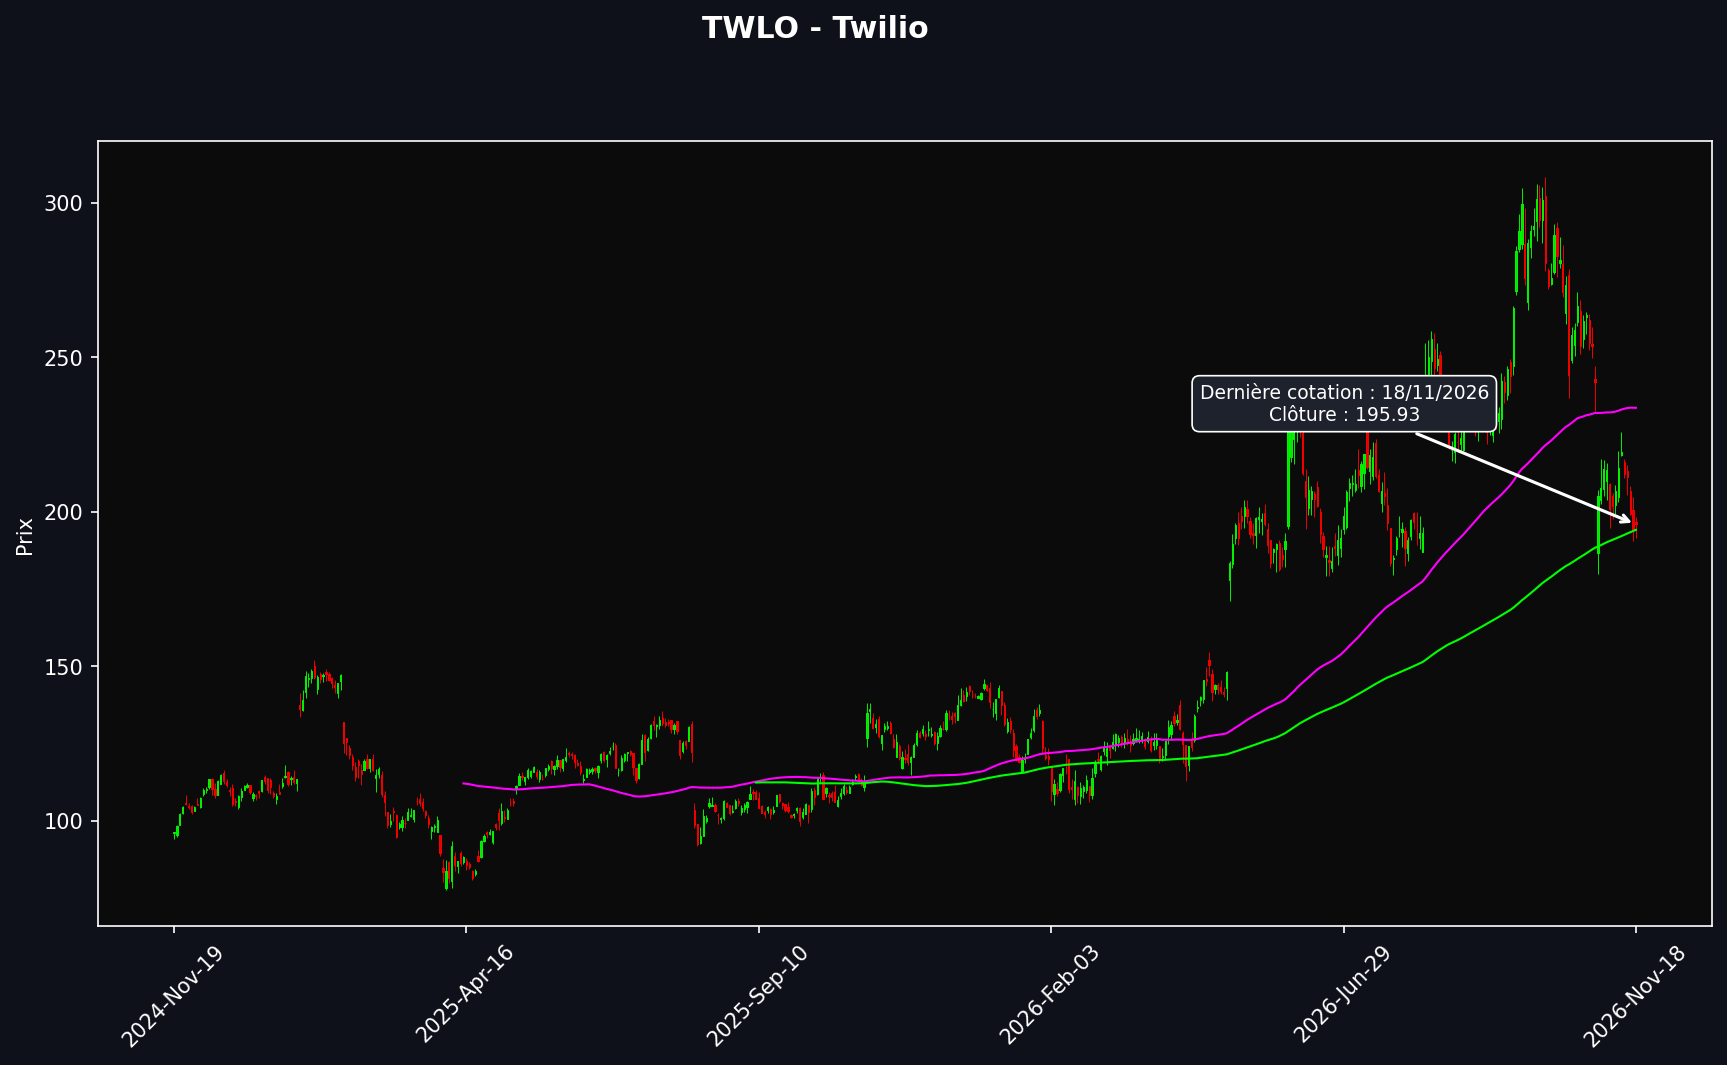 TWLO - Twilio
300
250
200
150
100
Prix
Dernière cotation : 18/11/2026
Clôture : 195.93
2024-Nov-19
2025-Apr-16
2025-Sep-10
2026-Feb-03
2026-Jun-29
2026-Nov-18